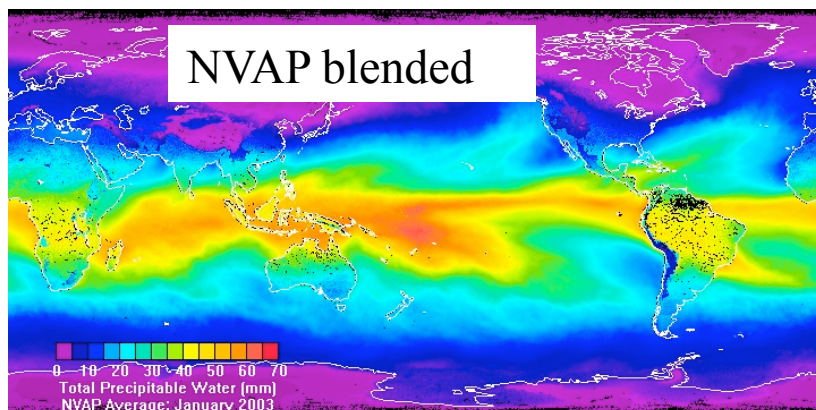 NVAP blended
0 10 20 30 40 50 60 70
Total Precipitable Water (mm)
NVAP Average: January 2003